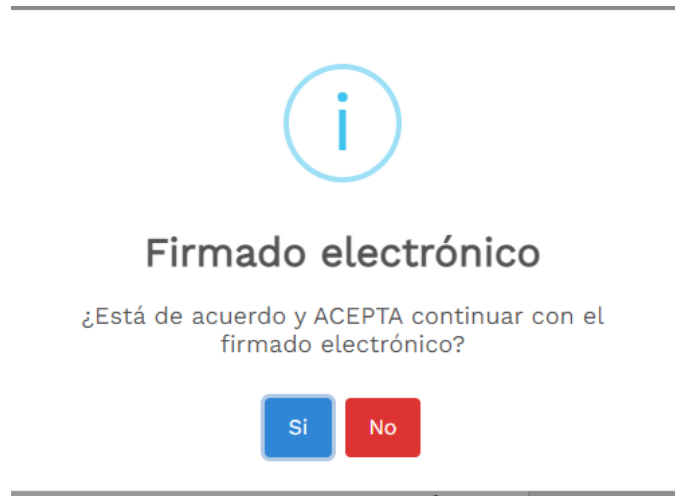 i
Firmado electrónico
¿Está de acuerdo y ACEPTA continuar con el
firmado electrónico?
Si No